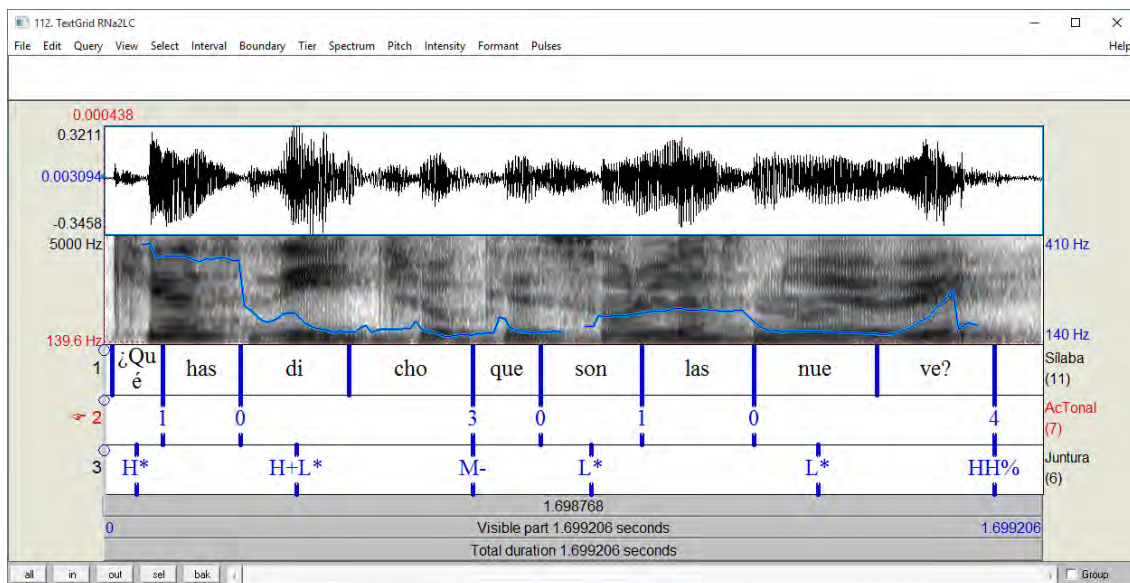 112. TextGrid RNa2LC
File Edit Query View Select Interval Boundary Tier Spectrum Pitch Intensity Formant Pulses Help
0.000438
0.3211
0.003094
-0.3458
5000 Hz 410 Hz
139.6 Hz 140 Hz
1 ¿Qu é has di cho que son las nue ve? Sílaba (11)
2 1 0 3 0 1 0 4 AcTonal (7)
3 H* H+L* M- L* L* HH% Juntura (6)
1.698768
0 Visible part 1.699206 seconds 1.699206
Total duration 1.699206 seconds
all in out sel bak Group